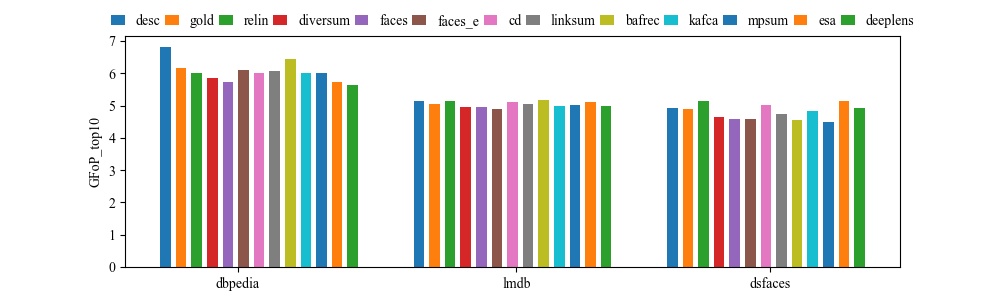 desc gold relin diversum faces faces_e cd linksum bafrec kafca mpsum esa deeplens
GFoP_top10
7
6
5
4
3
2
1
0
dbpedia lmdb dsfaces